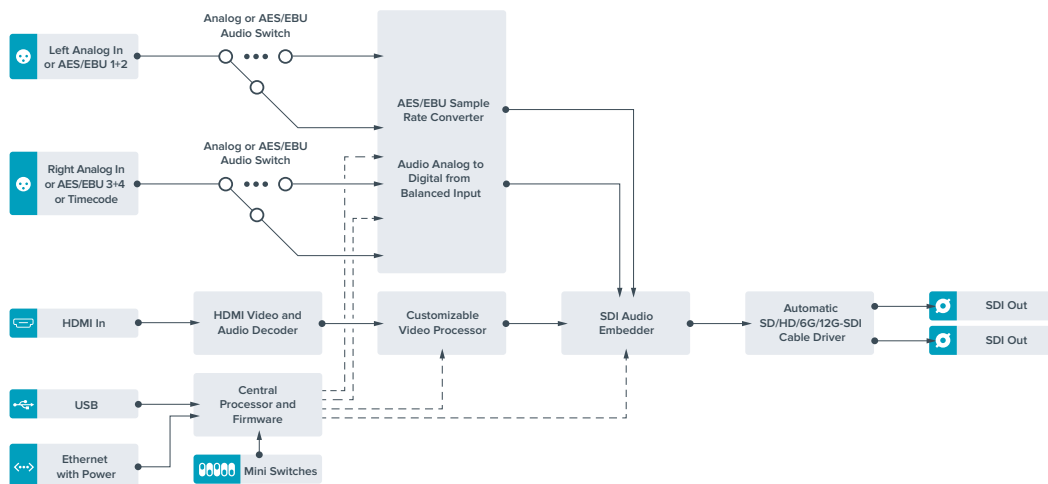 Analog or AES/EBU
Audio Switch
Left Analog In
or AES/EBU 1+2
AES/EBU Sample
Rate Converter
Analog or AES/EBU
Audio Switch
Right Analog In
or AES/EBU 3+4
or Timecode
Audio Analog to
Digital from
Balanced Input
HDMI In
HDMI Video and
Audio Decoder
Customizable
Video Processor
SDI Audio
Embedder
Automatic
SD/HD/6G/12G-SDI
Cable Driver
SDI Out
SDI Out
USB
Central
Processor and
Firmware
Ethernet
with Power
Mini Switches